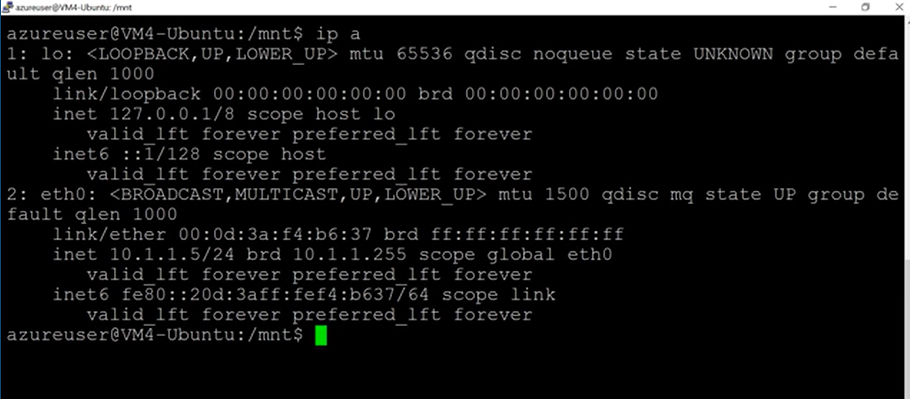 azureuser@VM4-Ubuntu: /mnt
azureuser@VM4-Ubuntu:/mnt$ ip a
1: lo: <LOOPBACK,UP,LOWER_UP> mtu 65536 qdisc noqueue state UNKNOWN group defa
ult qlen 1000
    link/loopback 00:00:00:00:00:00 brd 00:00:00:00:00:00
    inet 127.0.0.1/8 scope host lo
       valid_lft forever preferred_lft forever
    inet6 ::1/128 scope host
       valid_lft forever preferred_lft forever
2: eth0: <BROADCAST,MULTICAST,UP,LOWER_UP> mtu 1500 qdisc mq state UP group de
fault qlen 1000
    link/ether 00:0d:3a:f4:b6:37 brd ff:ff:ff:ff:ff:ff
    inet 10.1.1.5/24 brd 10.1.1.255 scope global eth0
       valid_lft forever preferred_lft forever
    inet6 fe80::20d:3aff:fef4:b637/64 scope link
       valid_lft forever preferred_lft forever
azureuser@VM4-Ubuntu:/mnt$